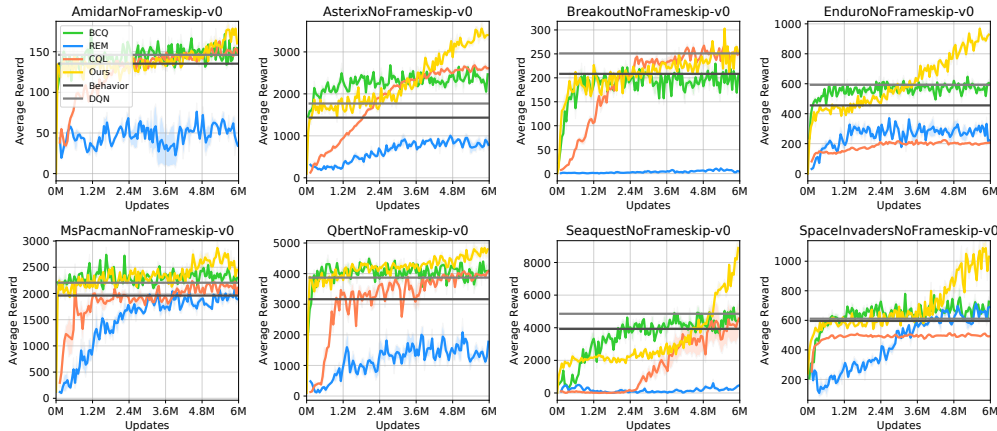 AmidarNoFrameskip-v0
Average Reward
150
100
50
0
BCQ
REM
CQL
Ours
Behavior
DQN
0M 1.2M 2.4M 3.6M 4.8M 6M
Updates
AsterixNoFrameskip-v0
Average Reward
3000
2000
1000
0
0M 1.2M 2.4M 3.6M 4.8M 6M
Updates
BreakoutNoFrameskip-v0
Average Reward
300
250
200
150
100
50
0
0M 1.2M 2.4M 3.6M 4.8M 6M
Updates
EnduroNoFrameskip-v0
Average Reward
1000
800
600
400
200
0
0M 1.2M 2.4M 3.6M 4.8M 6M
Updates
MsPacmanNoFrameskip-v0
Average Reward
3000
2500
2000
1500
1000
500
0
0M 1.2M 2.4M 3.6M 4.8M 6M
Updates
QbertNoFrameskip-v0
Average Reward
5000
4000
3000
2000
1000
0
0M 1.2M 2.4M 3.6M 4.8M 6M
Updates
SeaquestNoFrameskip-v0
Average Reward
8000
6000
4000
2000
0
0M 1.2M 2.4M 3.6M 4.8M 6M
Updates
SpaceInvadersNoFrameskip-v0
Average Reward
1000
800
600
400
200
0M 1.2M 2.4M 3.6M 4.8M 6M
Updates